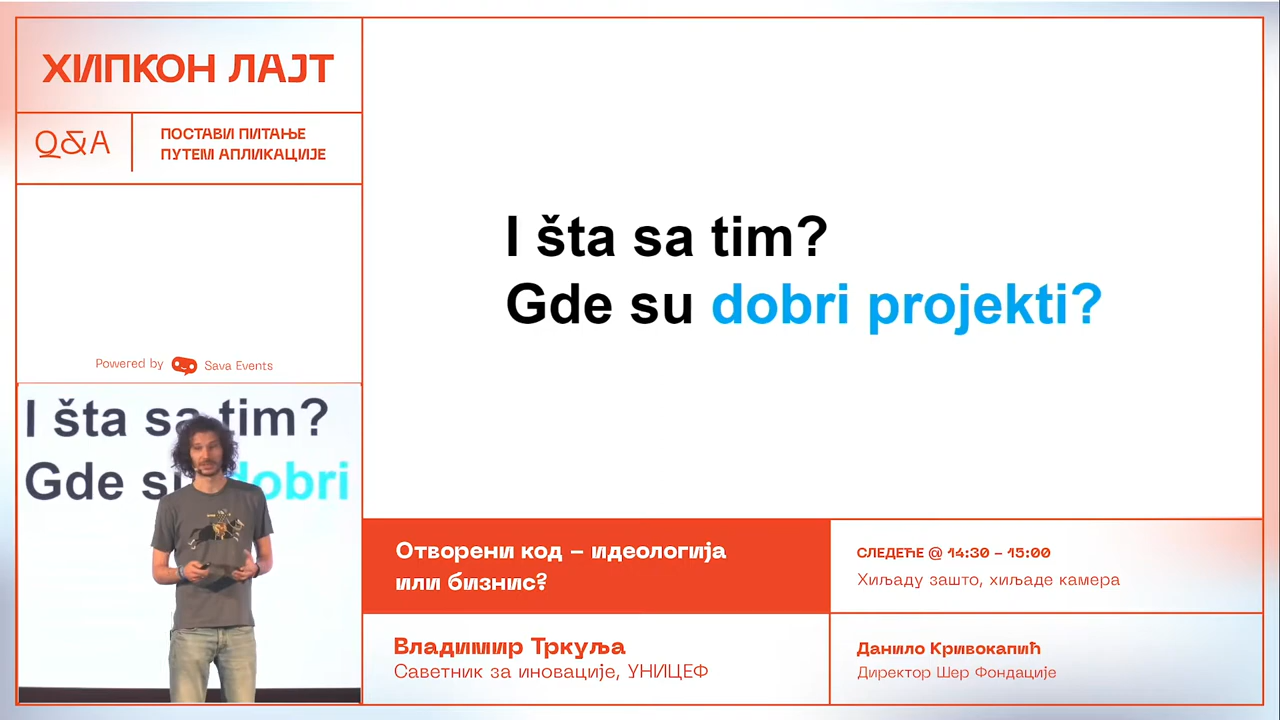 ХИПКОН ЛАЈТ
Q&A
ПОСТАВИ ПИТАЊЕ
ПУТЕМ АПЛИКАЦИЈЕ
I šta sa tim?
Gde su dobri projekti?
Powered by Sava Events
I šta sa tim?
Gde su dobri
Отворени код – идеологија
или бизнис?
СЛЕДЕЋЕ @ 14:30 – 15:00
Хиљаду зашто, хиљаде камера
Владимир Тркуља
Саветник за иновације, УНИЦЕФ
Данило Кривокапић
Директор Шер Фондације